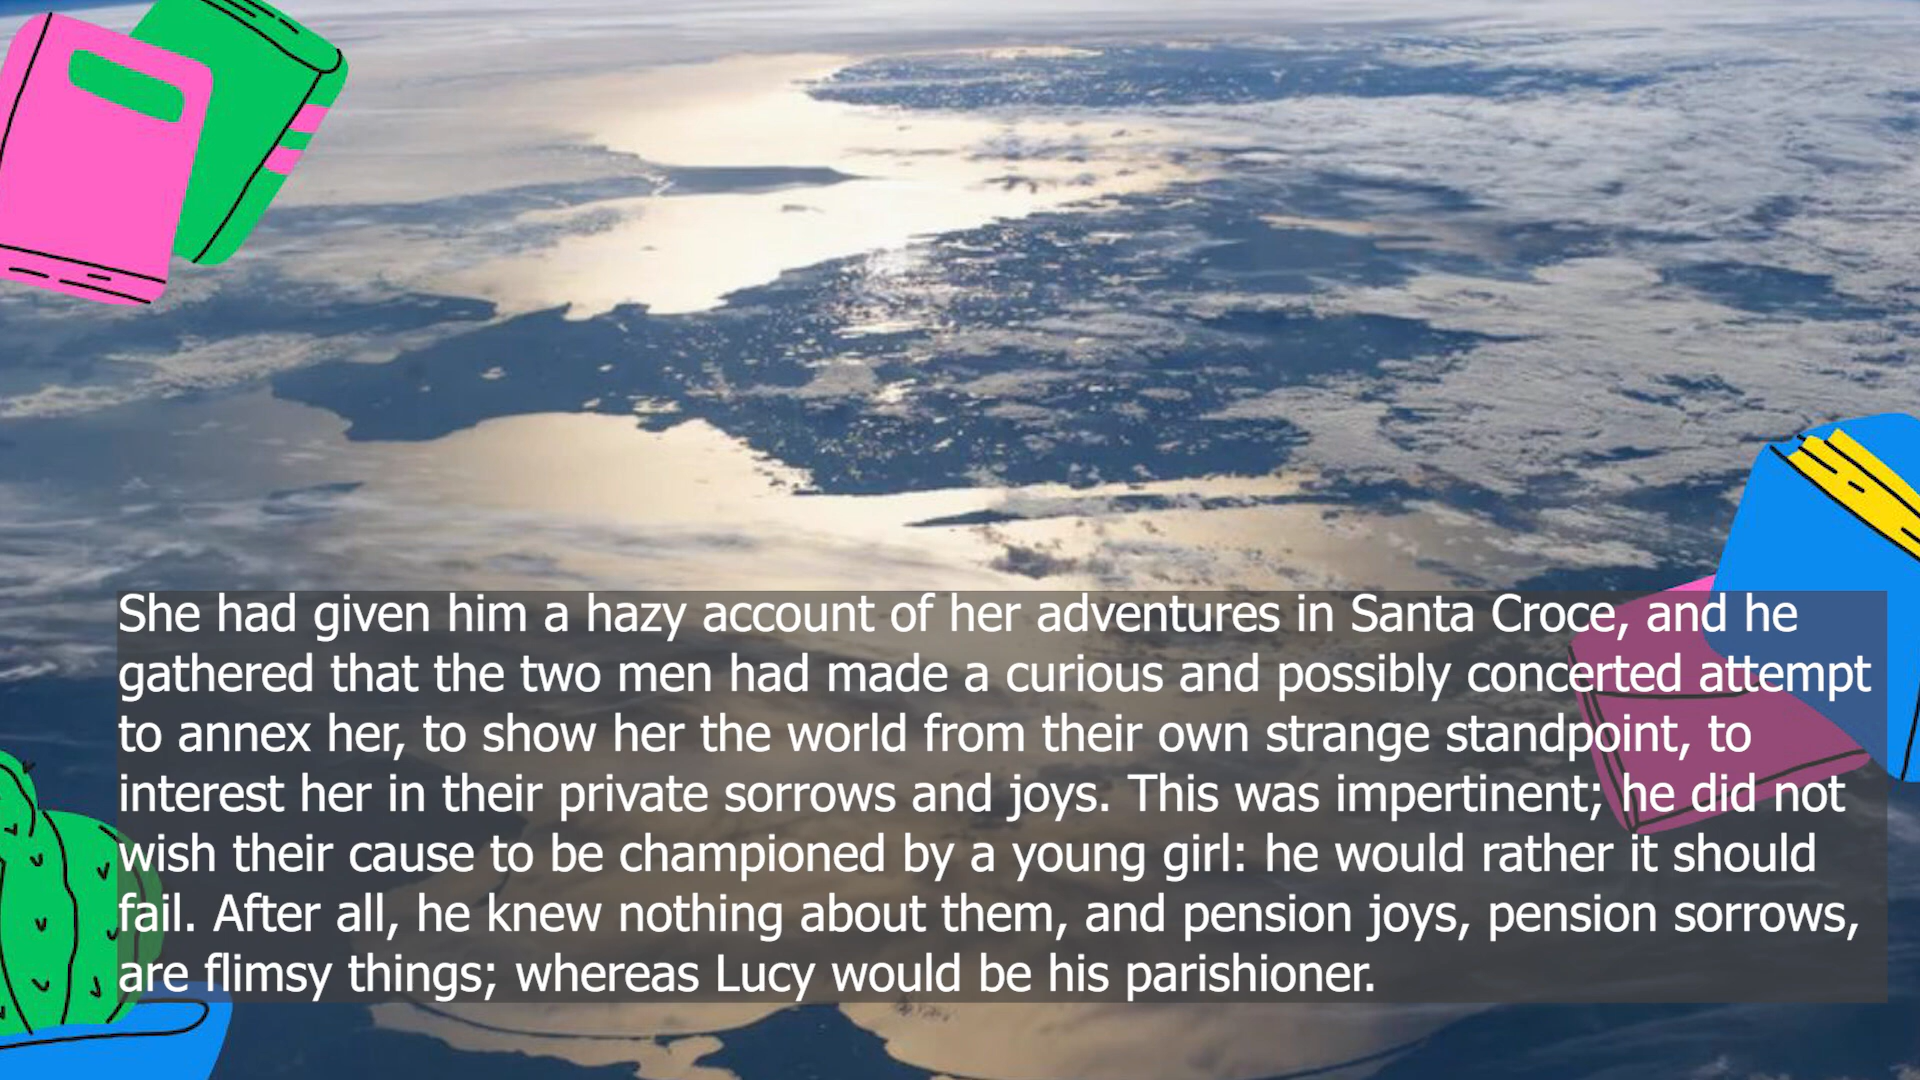 She had given him a hazy account of her adventures in Santa Croce, and he
gathered that the two men had made a curious and possibly concerted attempt
to annex her, to show her the world from their own strange standpoint, to
interest her in their private sorrows and joys. This was impertinent; he did not
wish their cause to be championed by a young girl: he would rather it should
fail. After all, he knew nothing about them, and pension joys, pension sorrows,
are flimsy things; whereas Lucy would be his parishioner.